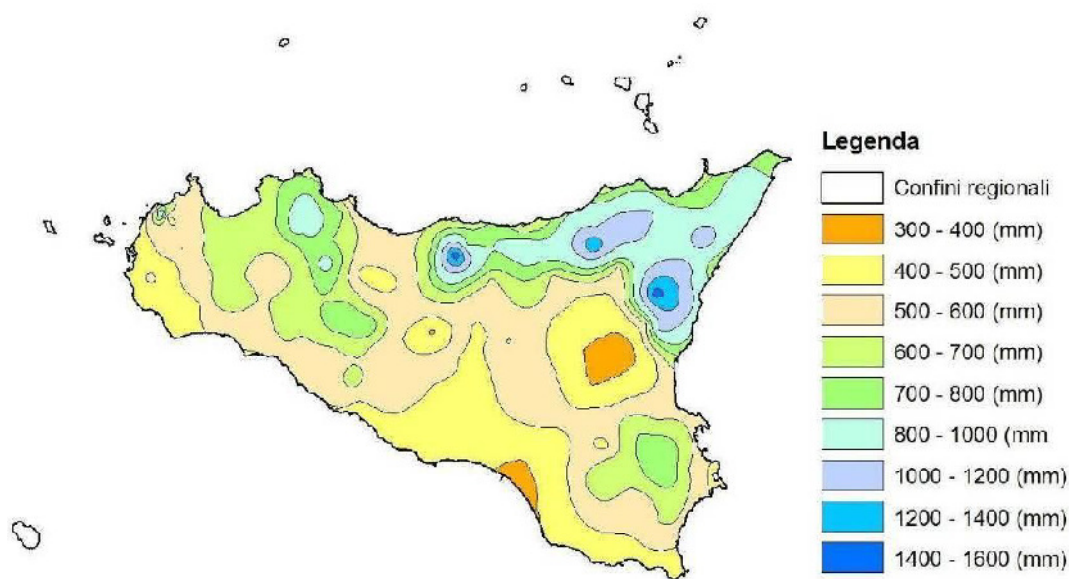 Legenda
Confini regionali
300 - 400 (mm)
400 - 500 (mm)
500 - 600 (mm)
600 - 700 (mm)
700 - 800 (mm)
800 - 1000 (mm
1000 - 1200 (mm)
1200 - 1400 (mm)
1400 - 1600 (mm)